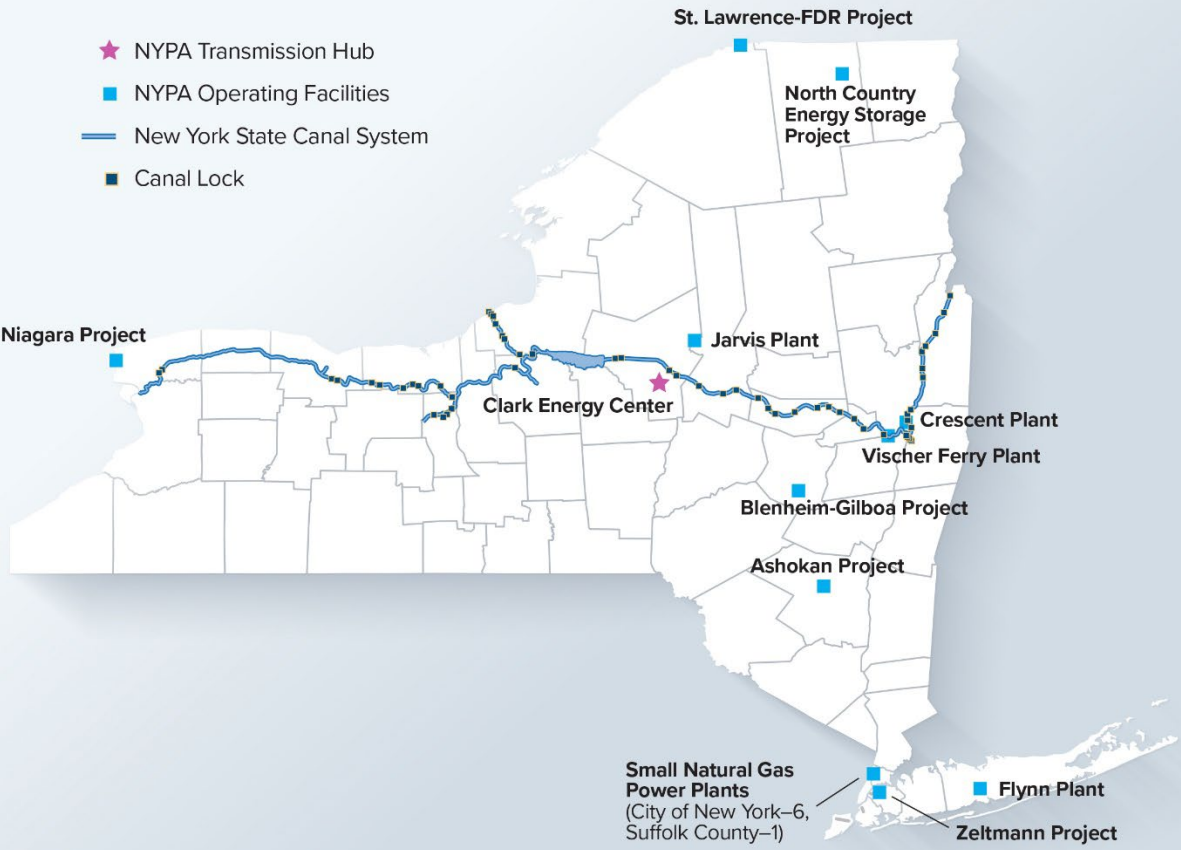 St. Lawrence-FDR Project
NYPA Transmission Hub
NYPA Operating Facilities
New York State Canal System
Canal Lock
North Country
Energy Storage
Project
Niagara Project
Jarvis Plant
Clark Energy Center
Crescent Plant
Vischer Ferry Plant
Blenheim-Gilboa Project
Ashokan Project
Small Natural Gas
Power Plants
(City of New York–6,
Suffolk County–1)
Flynn Plant
Zeltmann Project